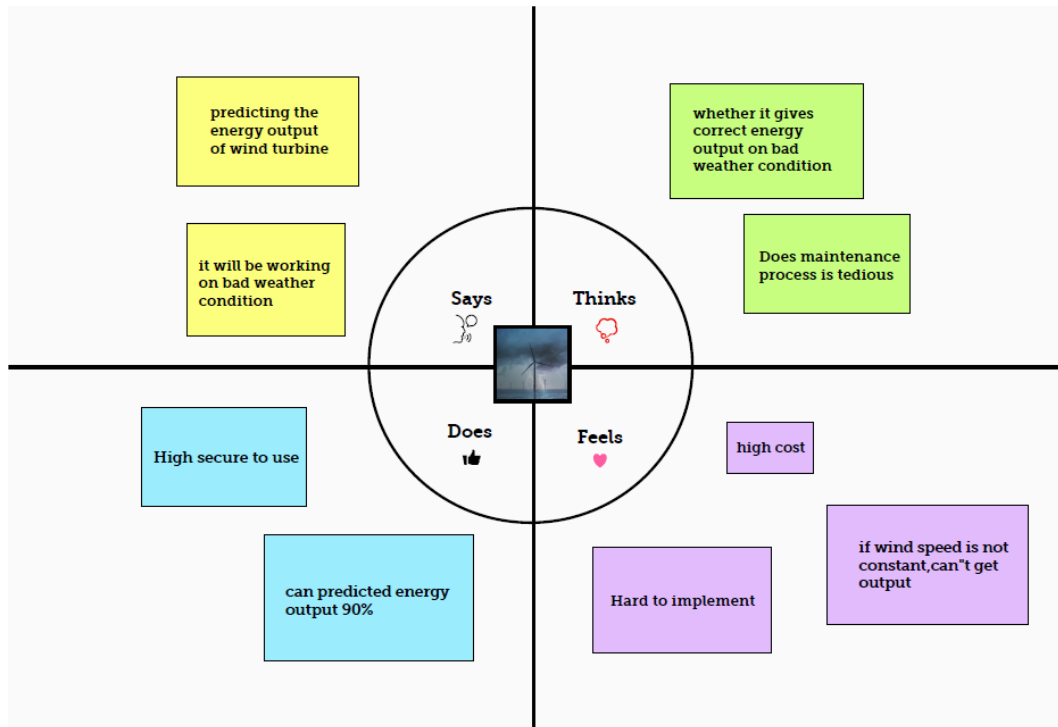 predicting the
energy output
of wind turbine
it will be working
on bad weather
condition
whether it gives
correct energy
output on bad
weather condition
Does maintenance
process is tedious
Says
Thinks
Does
Feels
High secure to use
can predicted energy
output 90%
high cost
Hard to implement
if wind speed is not
constant,can"t get
output